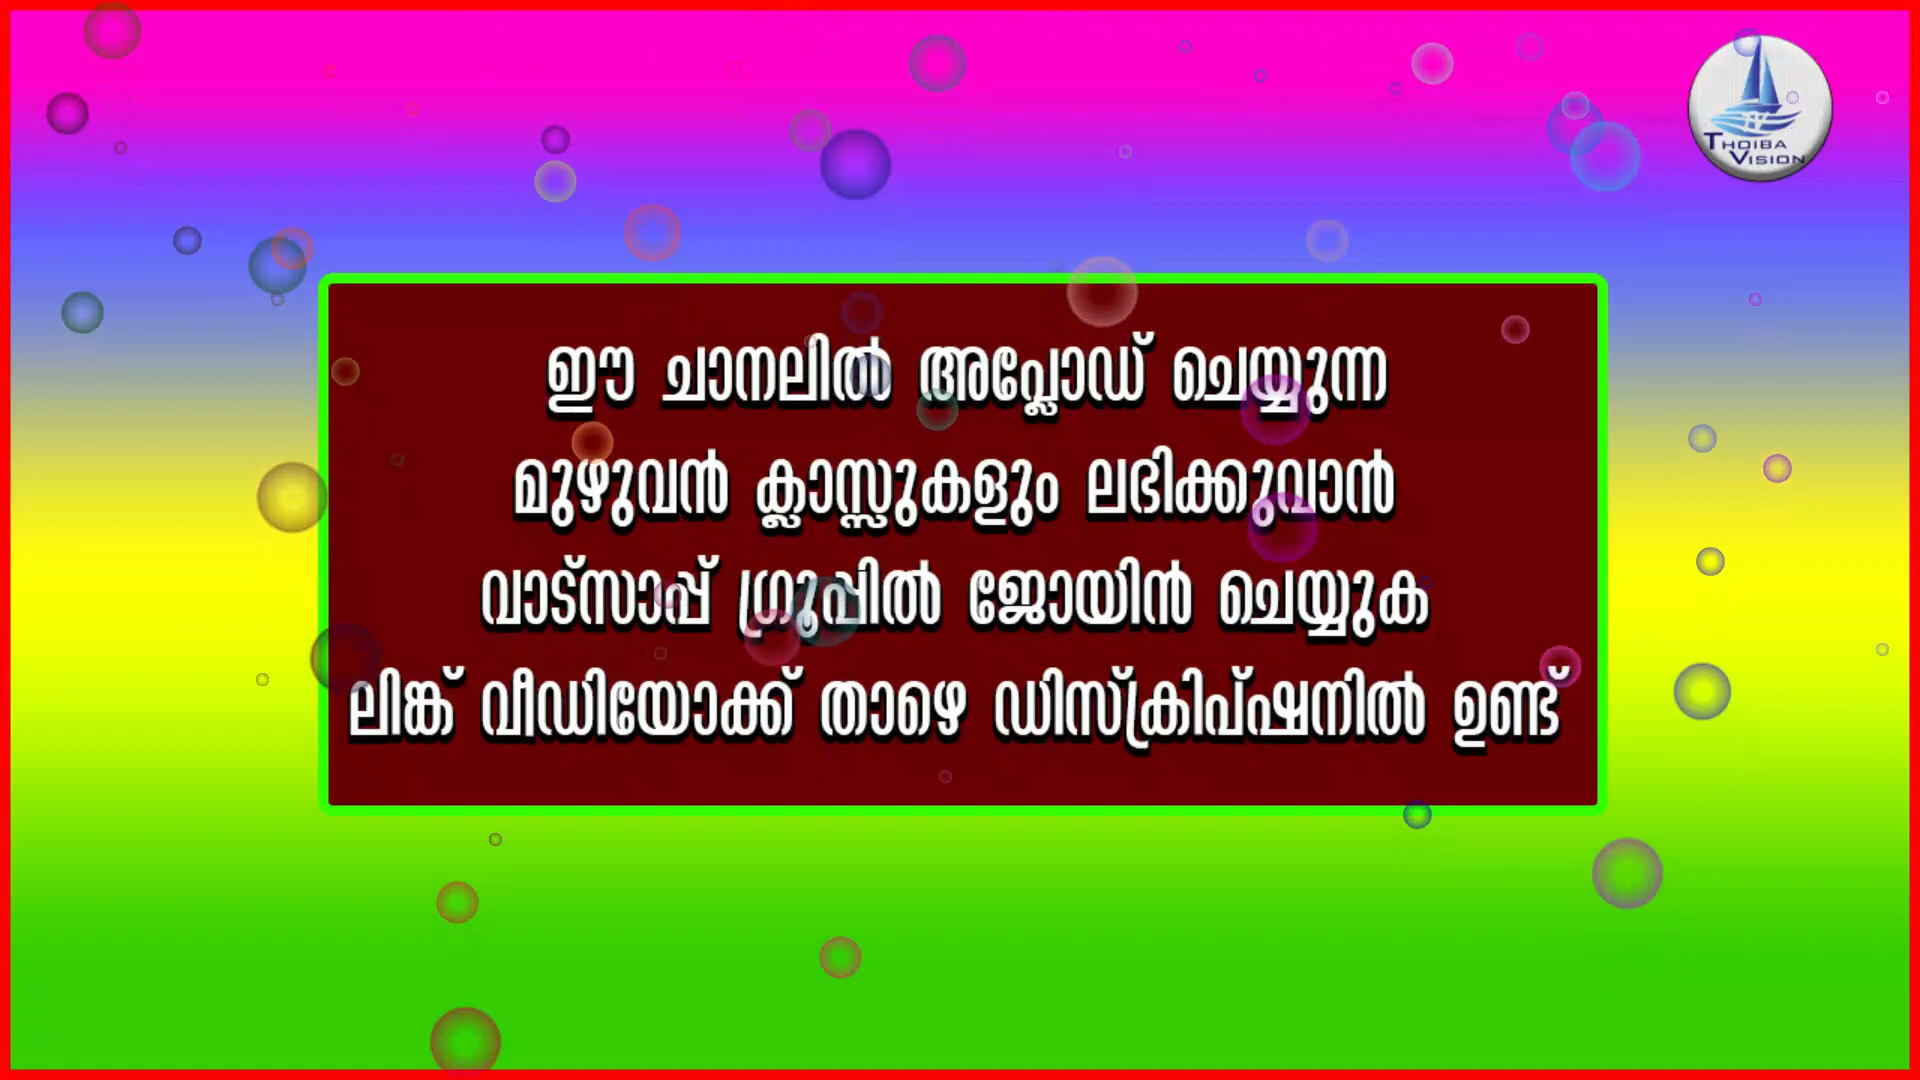 THOIBA
VISION
ഈ ചാനലിൽ അപ്ലോഡ് ചെയ്യുന്ന
മുഴുവൻ ക്ലാസ്സുകളും ലഭിക്കുവാൻ
വാട്സാപ്പ് ഗ്രൂപ്പിൽ ജോയിൻ ചെയ്യുക
ലിങ്ക് വീഡിയോക്ക് താഴെ ഡിസ്ക്രിപ്ഷനിൽ ഉണ്ട്